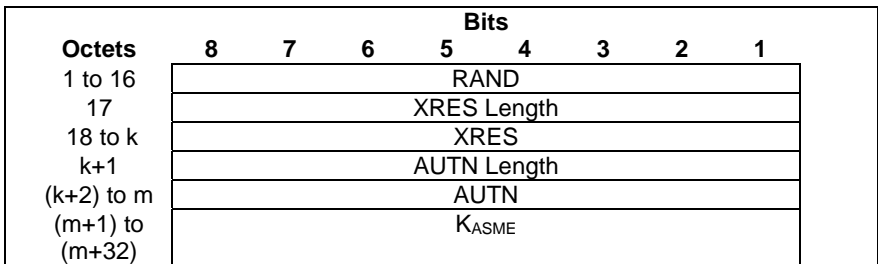 Bits
Octets 8 7 6 5 4 3 2 1
1 to 16 RAND
17 XRES Length
18 to k XRES
k+1 AUTN Length
(k+2) to m AUTN
(m+1) to KASME
(m+32)